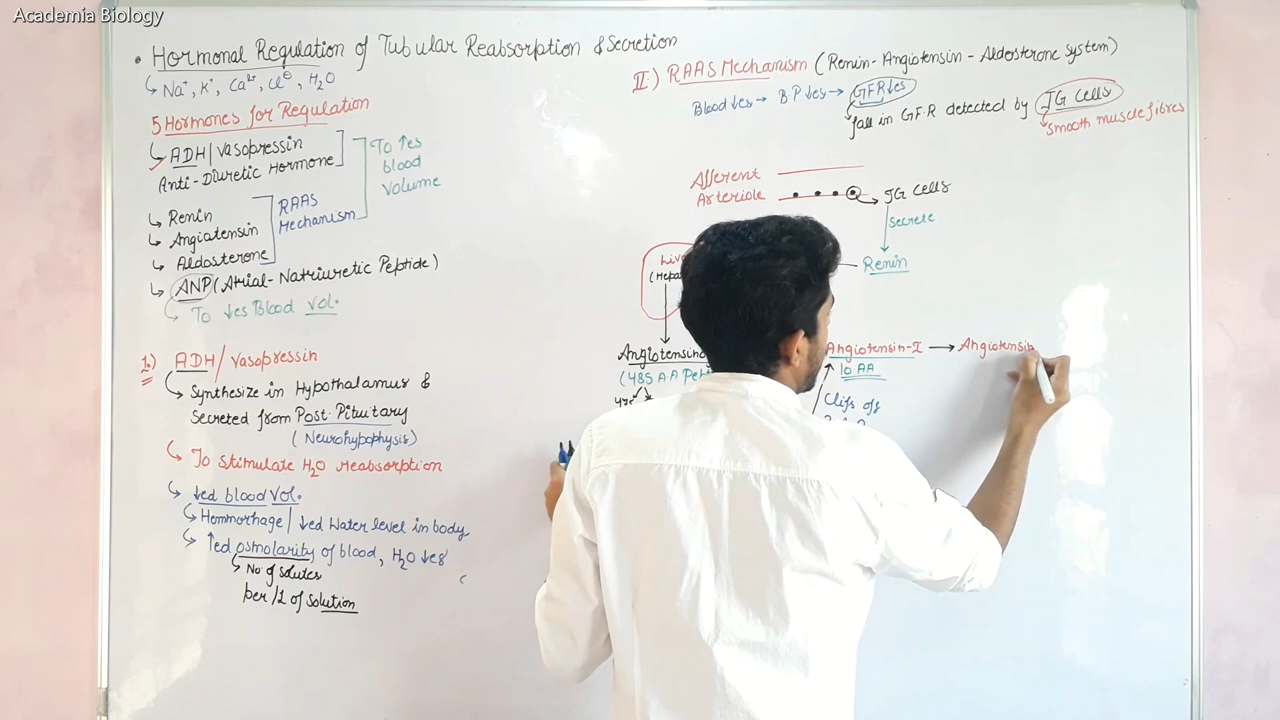 Academia Biology
• Hormonal Regulation of Tubular Reabsorption & Secretion
↳ Na⁺, K⁺, Ca²⁺, Cl⊖, H₂O
5 Hormones for Regulation
↳ ADH/Vasopressin
Anti-Diuretic Hormone
To ↑es
blood
volume
↳ Renin
↳ Angiatensin
↳ Aldosterone
RAAS
Mechanism
↳ ANP (Atrial-Natriuretic Peptide)
↳ To ↓es Blood vol.
1.) ADH/Vasopressin
↳ Synthesize in Hypothalamus &
Secreted from Post. Pituitary
(Neurohypophysis)
↳ To Stimulate H₂O reabsorption
↳ ↓ed blood vol.
↳ Hemmorhage/↓ed Water level in body
↳ ↑ed osmolarity of blood, H₂O ↓es
↳ No. of solutes
per 1L of solution
II.) RAAS Mechanism (Renin-Angiotensin-Aldosterone system)
Blood ↓es → B.P ↓es → GFR ↓es
↳ fall in G.F.R detected by JG Cells
↳ Smooth muscle fibres
Afferent
Arteriole
JG Cells
Secrete
Renin
Angiotensin-I → Angiotensin
(485 A.A
10 AA
Clifs off